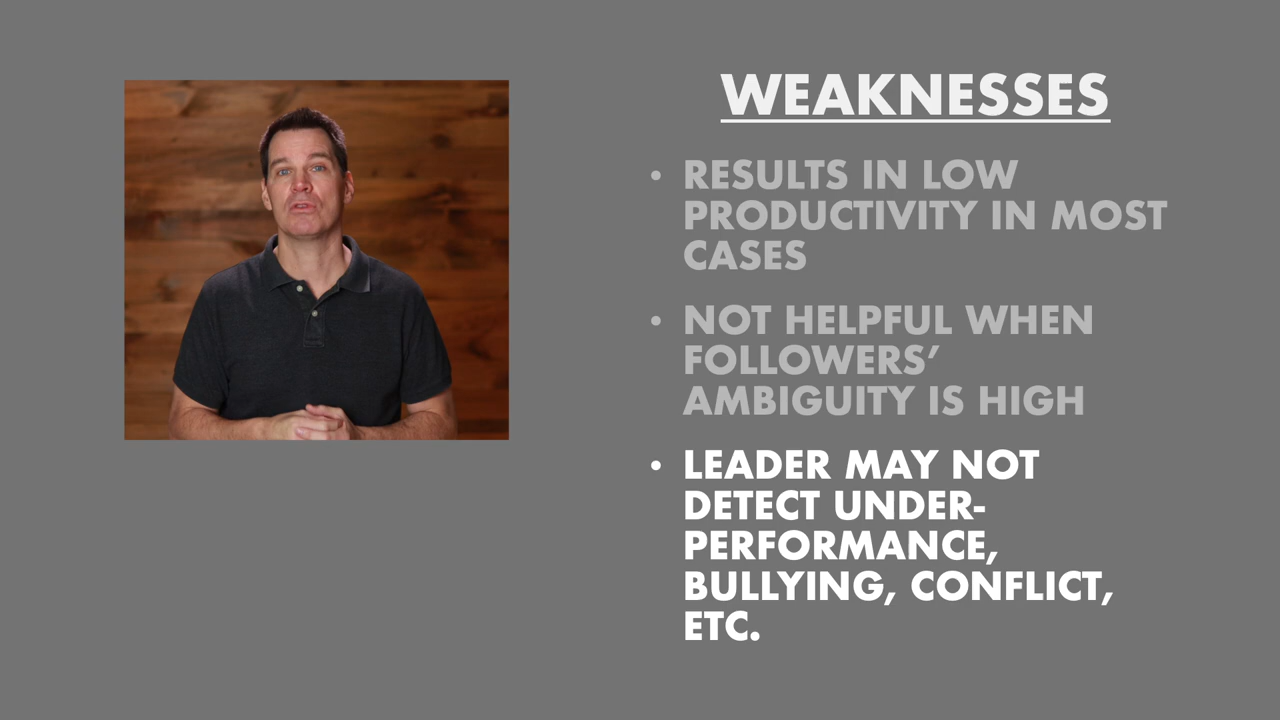 WEAKNESSES
• RESULTS IN LOW
PRODUCTIVITY IN MOST
CASES
• NOT HELPFUL WHEN
FOLLOWERS’
AMBIGUITY IS HIGH
• LEADER MAY NOT
DETECT UNDER-
PERFORMANCE,
BULLYING, CONFLICT,
ETC.